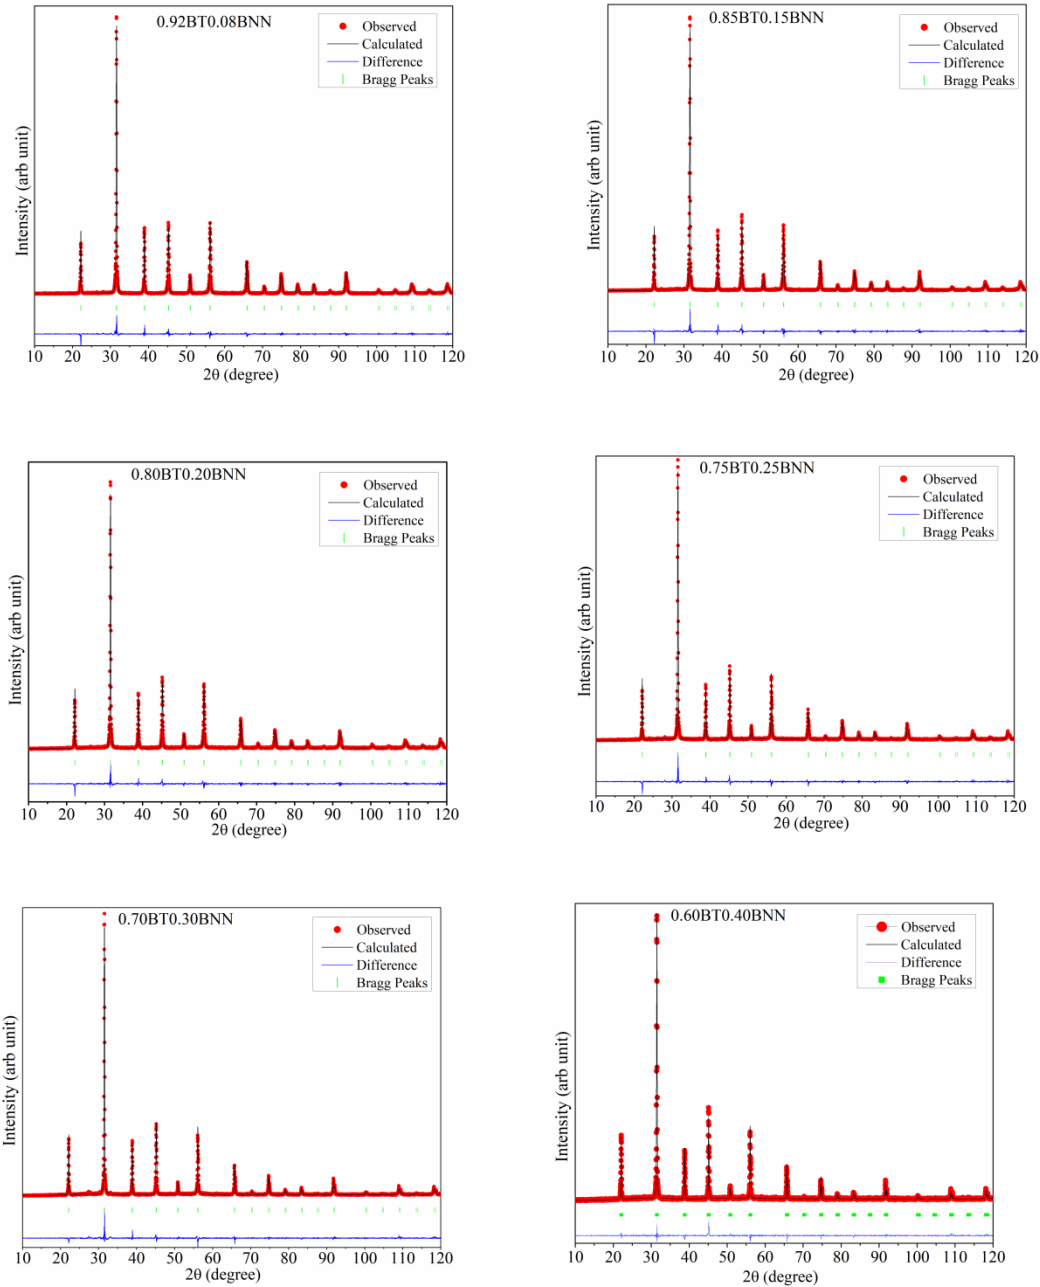 0.92BT0.08BNN
Observed
Calculated
Difference
Bragg Peaks
Intensity (arb unit)
10 20 30 40 50 60 70 80 90 100 110 120
2θ (degree)
0.85BT0.15BNN
Observed
Calculated
Difference
Bragg Peaks
Intensity (arb unit)
10 20 30 40 50 60 70 80 90 100 110 120
2θ (degree)
0.80BT0.20BNN
Observed
Calculated
Difference
Bragg Peaks
Intensity (arb unit)
10 20 30 40 50 60 70 80 90 100 110 120
2θ (degree)
0.75BT0.25BNN
Observed
Calculated
Difference
Bragg Peaks
Intensity (arb unit)
10 20 30 40 50 60 70 80 90 100 110 120
2θ (degree)
0.70BT0.30BNN
Observed
Calculated
Difference
Bragg Peaks
Intensity (arb unit)
10 20 30 40 50 60 70 80 90 100 110 120
2θ (degree)
0.60BT0.40BNN
Observed
Calculated
Difference
Bragg Peaks
Intensity (arb unit)
10 20 30 40 50 60 70 80 90 100 110 120
2θ (degree)